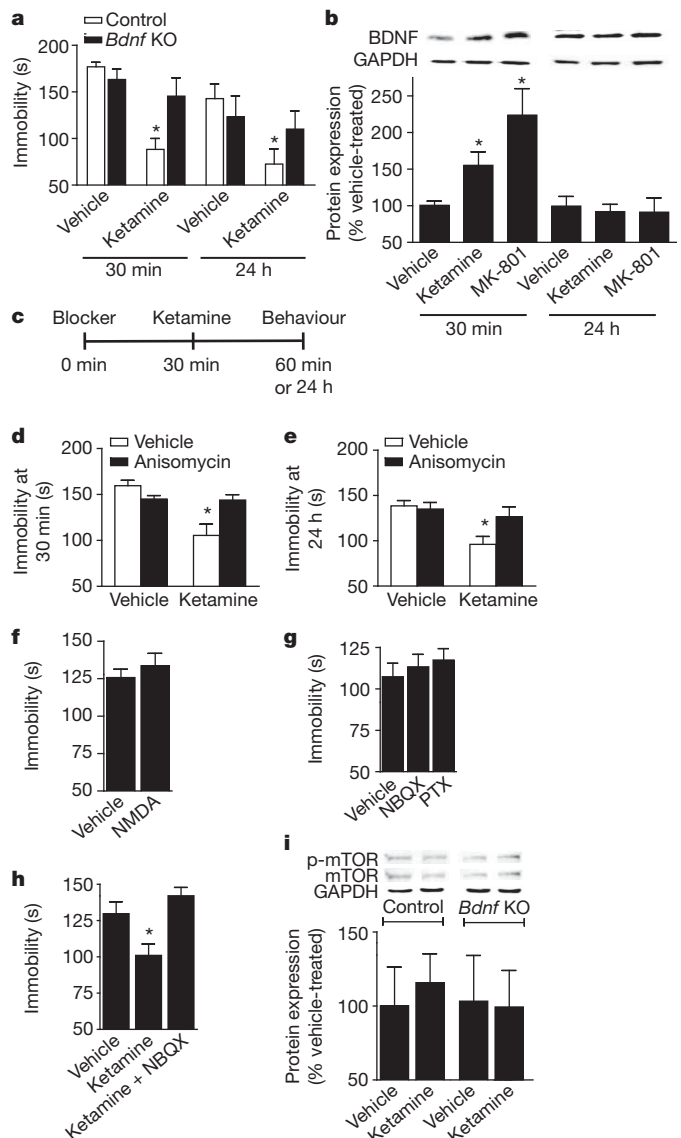 a
Control
Bdnf KO
Immobility (s)
200
150
100
50
Vehicle
Ketamine
Vehicle
Ketamine
30 min
24 h
b
BDNF
GAPDH
Protein expression
(% vehicle-treated)
250
200
150
100
50
Vehicle
Ketamine
MK-801
Vehicle
Ketamine
MK-801
30 min
24 h
*
*
*
*
c
Blocker
Ketamine
Behaviour
0 min
30 min
60 min
or 24 h
d
Vehicle
Anisomycin
Immobility at
30 min (s)
200
150
100
50
*
Vehicle
Ketamine
e
Vehicle
Anisomycin
Immobility at
24 h (s)
200
150
100
50
*
Vehicle
Ketamine
f
Immobility (s)
150
125
100
75
50
Vehicle
NMDA
g
Immobility (s)
125
100
75
50
Vehicle
NBQX
PTX
h
Immobility (s)
150
125
100
75
50
*
Vehicle
Ketamine
Ketamine + NBQX
i
p-mTOR
mTOR
GAPDH
Control
Bdnf KO
Protein expression
(% vehicle-treated)
150
100
50
Vehicle
Ketamine
Vehicle
Ketamine